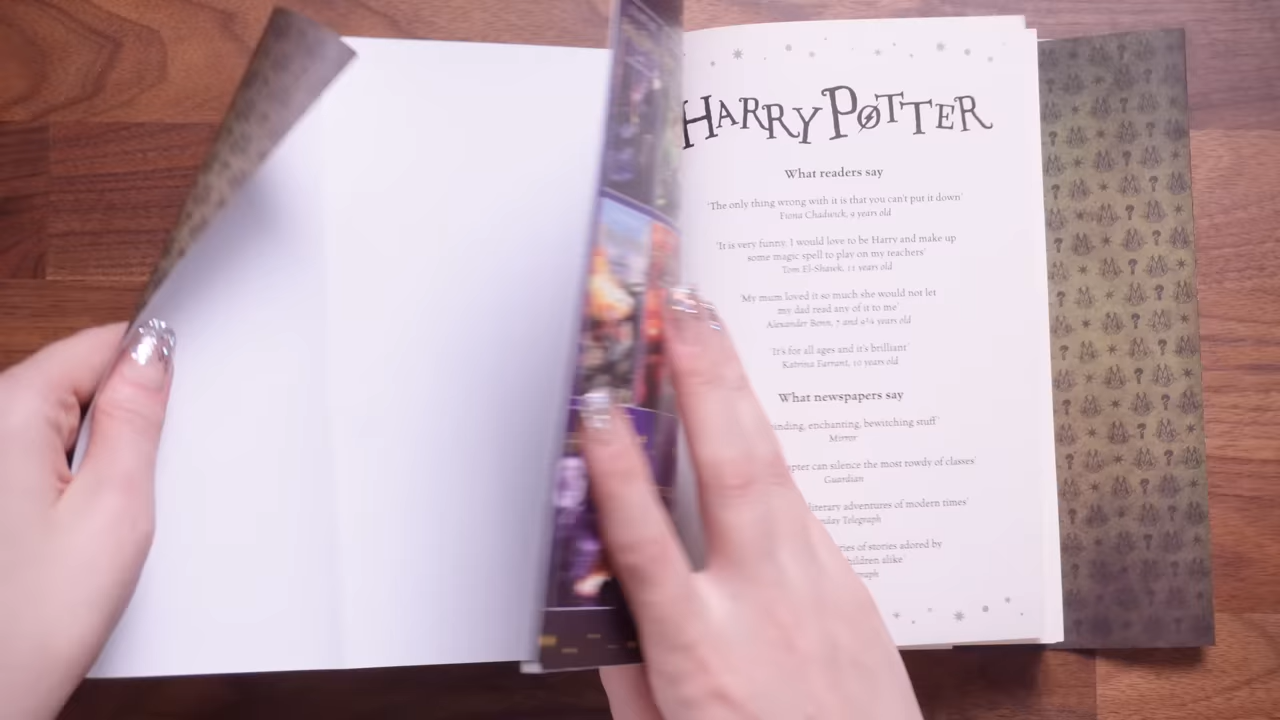 HARRY POTTER
What readers say
'The only thing wrong with it is that you can't put it down'
Fiona Chadwick, 9 years old
'It is very funny. I would love to be Harry and make up
some magic spell to play on my teachers'
Tom El-Shawk, 11 years old
'My mum loved it so much she would not let
my dad read any of it to me'
Alexander Benn, 7 and 9¼ years old
'It's for all ages and it's brilliant'
Katrina Farrant, 10 years old
What newspapers say
enchanting, bewitching stuff'
Mirror
can silence the most rowdy of classes'
Guardian
literary adventures of modern times'
Telegraph
of stories adored by
alike'